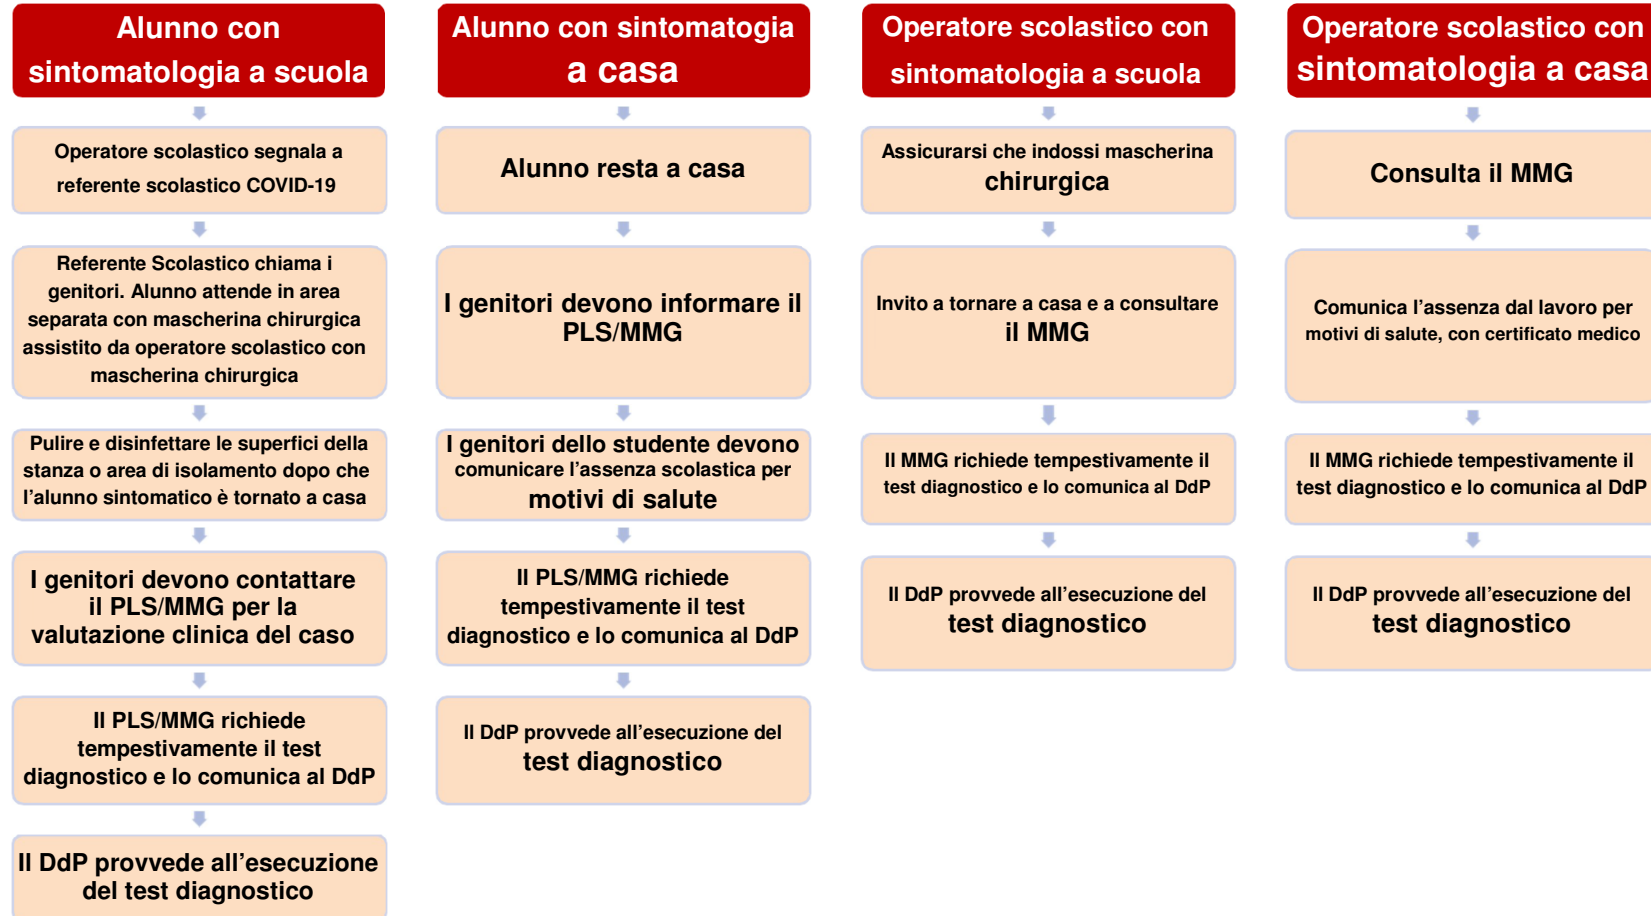 Alunno con
sintomatologia a scuola
Operatore scolastico segnala a
referente scolastico COVID-19
Referente Scolastico chiama i
genitori. Alunno attende in area
separata con mascherina chirurgica
assistito da operatore scolastico con
mascherina chirurgica
Pulire e disinfettare le superfici della
stanza o area di isolamento dopo che
l’alunno sintomatico è tornato a casa
I genitori devono contattare
il PLS/MMG per la
valutazione clinica del caso
Il PLS/MMG richiede
tempestivamente il test
diagnostico e lo comunica al DdP
Il DdP provvede all’esecuzione
del test diagnostico
Alunno con sintomatogia
a casa
Alunno resta a casa
I genitori devono informare il
PLS/MMG
I genitori dello studente devono
comunicare l’assenza scolastica per
motivi di salute
Il PLS/MMG richiede
tempestivamente il test
diagnostico e lo comunica al DdP
Il DdP provvede all’esecuzione del
test diagnostico
Operatore scolastico con
sintomatologia a scuola
Assicurarsi che indossi mascherina
chirurgica
Invito a tornare a casa e a consultare
il MMG
Il MMG richiede tempestivamente il
test diagnostico e lo comunica al DdP
Il DdP provvede all’esecuzione del
test diagnostico
Operatore scolastico con
sintomatologia a casa
Consulta il MMG
Comunica l’assenza dal lavoro per
motivi di salute, con certificato medico
Il MMG richiede tempestivamente il
test diagnostico e lo comunica al DdP
Il DdP provvede all’esecuzione del
test diagnostico